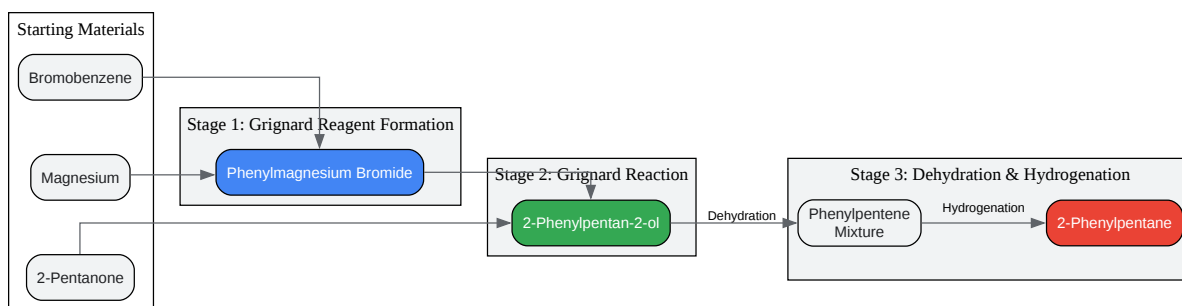 Starting Materials
Bromobenzene
Magnesium
2-Pentanone
Stage 1: Grignard Reagent Formation
Phenylmagnesium Bromide
Stage 2: Grignard Reaction
2-Phenylpentan-2-ol
Dehydration
Stage 3: Dehydration & Hydrogenation
Phenylpentene
Mixture
Hydrogenation
2-Phenylpentane